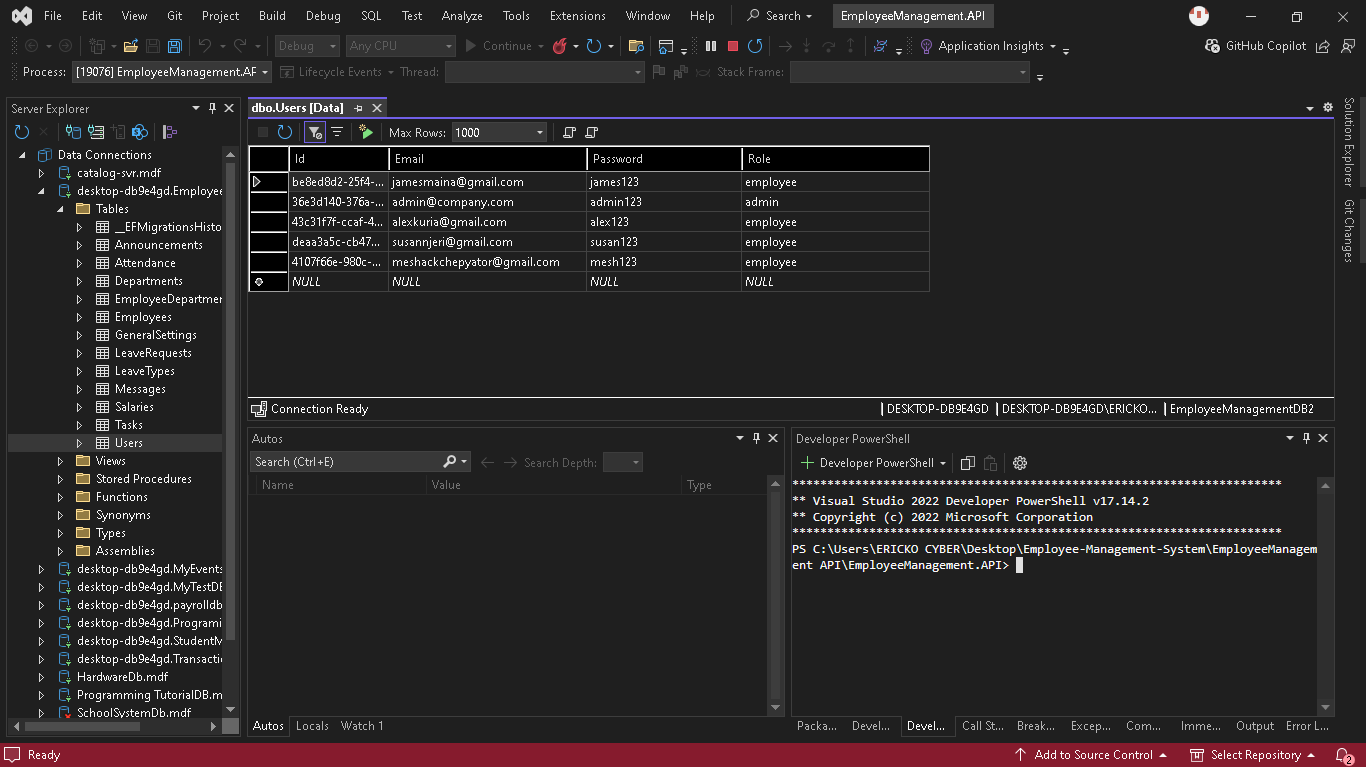 File Edit View Git Project Build Debug SQL Test Analyze Tools Extensions Window Help Search EmployeeManagement.API
Debug Any CPU Continue Application Insights GitHub Copilot
Process: [19076] EmployeeManagement.AF Lifecycle Events Thread: Stack Frame:
Server Explorer
Data Connections
catalog-svr.mdf
desktop-db9e4gd.Employee
Tables
__EFMigrationsHisto
Announcements
Attendance
Departments
EmployeeDepartmer
Employees
GeneralSettings
LeaveRequests
LeaveTypes
Messages
Salaries
Tasks
Users
Views
Stored Procedures
Functions
Synonyms
Types
Assemblies
desktop-db9e4gd.MyEvents
desktop-db9e4gd.MyTestDE
desktop-db9e4gd.payrolldb
desktop-db9e4gd.Programi
desktop-db9e4gd.StudentM
desktop-db9e4gd.Transacti
HardwareDb.mdf
Programming TutorialDB.m
SchoolSystemDb.mdf
dbo.Users [Data]
Max Rows: 1000
Id Email Password Role
be8ed8d2-25f4-... jamesmaina@gmail.com james123 employee
36e3d140-376a-... admin@company.com admin123 admin
43c31f7f-ccaf-4... alexkuria@gmail.com alex123 employee
deaa3a5c-cb47... susannjeri@gmail.com susan123 employee
4107f66e-980c-... meshackchepyator@gmail.com mesh123 employee
NULL NULL NULL NULL
Connection Ready DESKTOP-DB9E4GD DESKTOP-DB9E4GD\ERICKO... EmployeeManagementDB2
Autos
Search (Ctrl+E) Search Depth:
Name Value Type
Autos Locals Watch 1
Developer PowerShell
Developer PowerShell
**********************************************************************
** Visual Studio 2022 Developer PowerShell v17.14.2
** Copyright (c) 2022 Microsoft Corporation
**********************************************************************
PS C:\Users\ERICKO CYBER\Desktop\Employee-Management-System\EmployeeManagem
ent API\EmployeeManagement.API>
Packa... Devel... Devel... Call St... Break... Excep... Com... Imme... Output Error L...
Solution Explorer
Git Changes
Ready Add to Source Control Select Repository 2